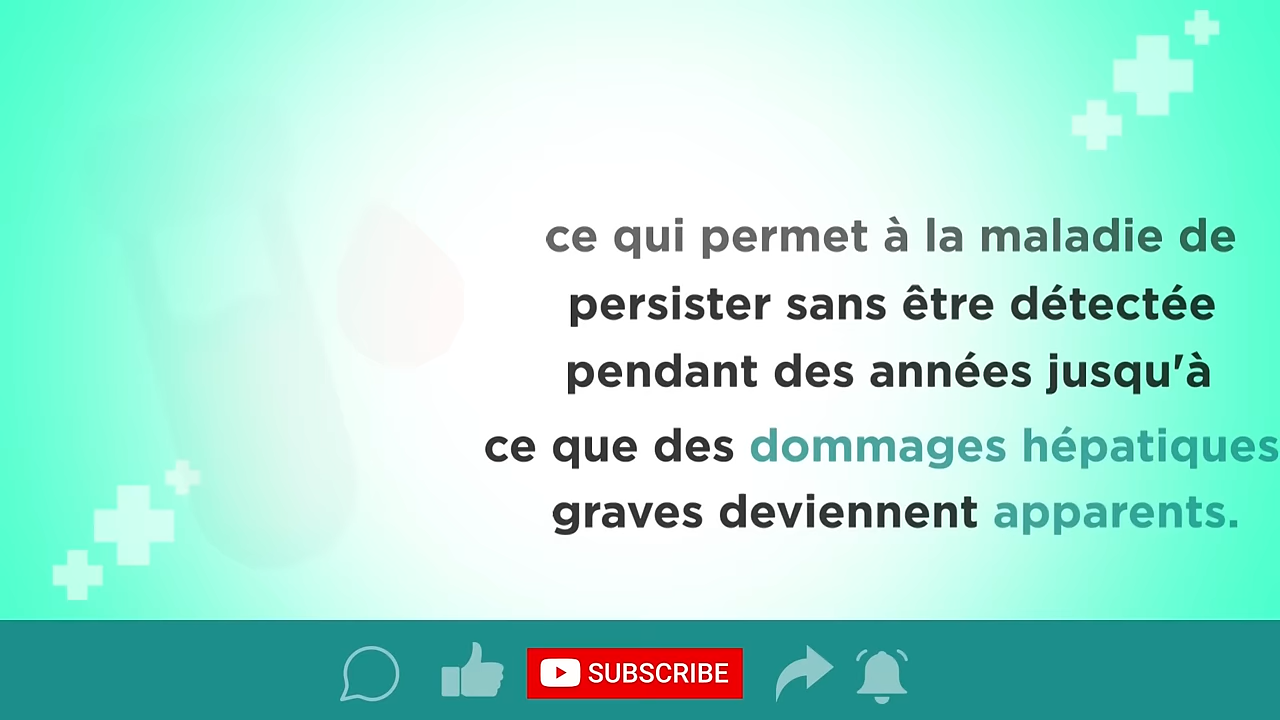 ce qui permet à la maladie de
persister sans être détectée
pendant des années jusqu'à
ce que des dommages hépatiques
graves deviennent apparents.
SUBSCRIBE